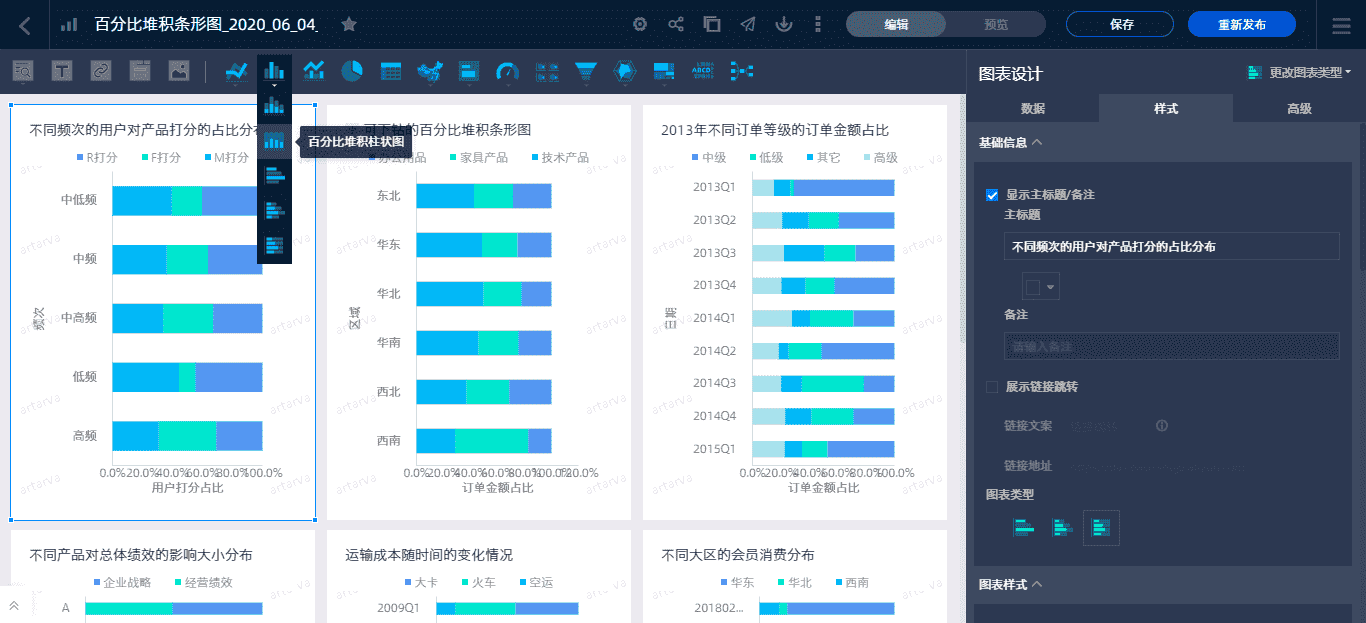 百分比堆积条形图_2020_06_04_
编辑
预览
保存
重新发布
图表设计
更改图表类型
数据
样式
高级
基础信息
显示主标题/备注
主标题
不同频次的用户对产品打分的占比分布
备注
请输入备注
展示链接跳转
链接文案
链接地址
图表类型
图表样式
百分比堆积柱状图
不同频次的用户对产品打分的占比分
R打分 F打分 M打分
中低频
中频
中高频
低频
高频
频次
0.0% 20.0% 40.0% 60.0% 80.0% 100.0%
用户打分占比
可下钻的百分比堆积条形图
办公用品 家具产品 技术产品
东北
华东
华北
华南
西北
西南
区域
0.0% 20.0% 40.0% 60.0% 80.0% 100.0% 120.0%
订单金额占比
2013年不同订单等级的订单金额占比
中级 低级 其它 高级
2013Q1
2013Q2
2013Q3
2013Q4
2014Q1
2014Q2
2014Q3
2014Q4
2015Q1
日期
0.0% 20.0% 40.0% 60.0% 80.0% 100.0%
订单金额占比
不同产品对总体绩效的影响大小分布
企业战略 经营绩效
A
运输成本随时间的变化情况
大卡 火车 空运
2009Q1
不同大区的会员消费分布
华东 华北 西南
201802...
artarva